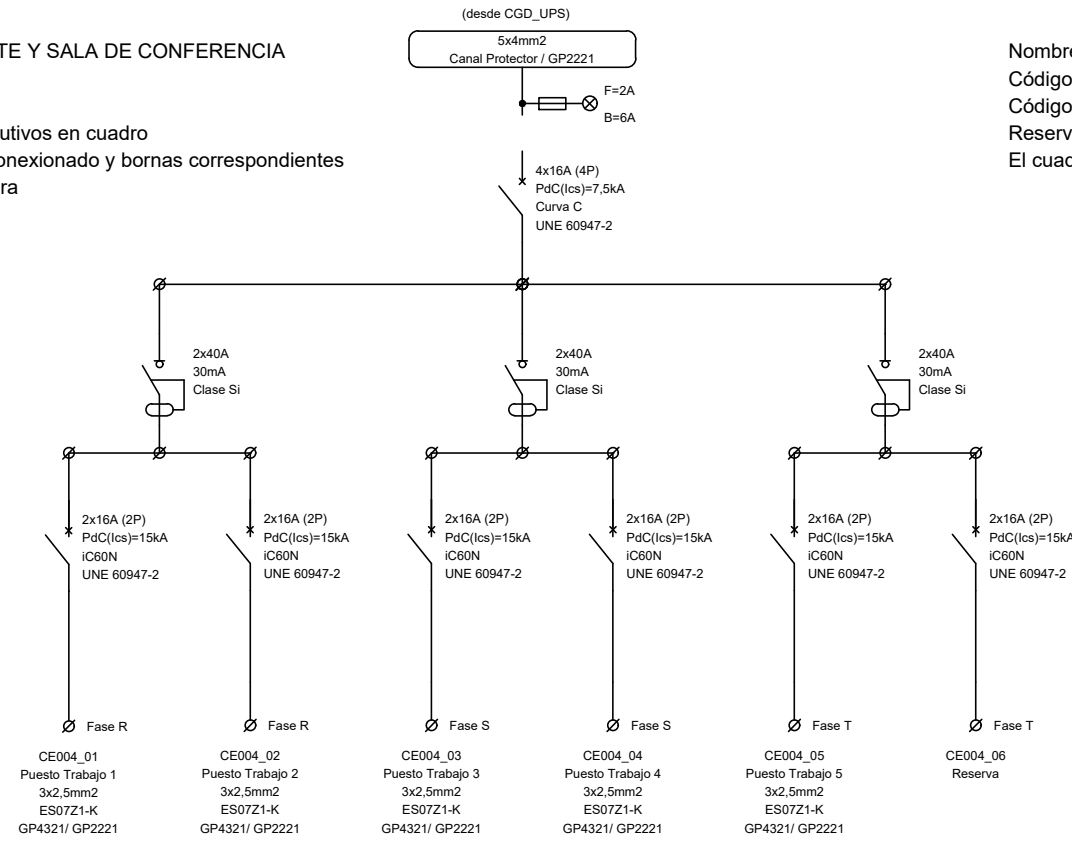 (desde CGD_UPS)
5x4mm2
Canal Protector / GP2221
TE Y SALA DE CONFERENCIA
utivos en cuadro
onexionado y bornas correspondientes
ra
Nombre
Código
Código
Reserv
El cuad
F=2A
B=6A
4x16A (4P)
PdC(Ics)=7,5kA
Curva C
UNE 60947-2
2x40A
30mA
Clase Si
2x40A
30mA
Clase Si
2x40A
30mA
Clase Si
2x16A (2P)
PdC(Ics)=15kA
iC60N
UNE 60947-2
2x16A (2P)
PdC(Ics)=15kA
iC60N
UNE 60947-2
2x16A (2P)
PdC(Ics)=15kA
iC60N
UNE 60947-2
2x16A (2P)
PdC(Ics)=15kA
iC60N
UNE 60947-2
2x16A (2P)
PdC(Ics)=15kA
iC60N
UNE 60947-2
2x16A (2P)
PdC(Ics)=15kA
iC60N
UNE 60947-2
Fase R
Fase R
Fase S
Fase S
Fase T
Fase T
CE004_01
Puesto Trabajo 1
3x2,5mm2
ES07Z1-K
GP4321/ GP2221
CE004_02
Puesto Trabajo 2
3x2,5mm2
ES07Z1-K
GP4321/ GP2221
CE004_03
Puesto Trabajo 3
3x2,5mm2
ES07Z1-K
GP4321/ GP2221
CE004_04
Puesto Trabajo 4
3x2,5mm2
ES07Z1-K
GP4321/ GP2221
CE004_05
Puesto Trabajo 5
3x2,5mm2
ES07Z1-K
GP4321/ GP2221
CE004_06
Reserva